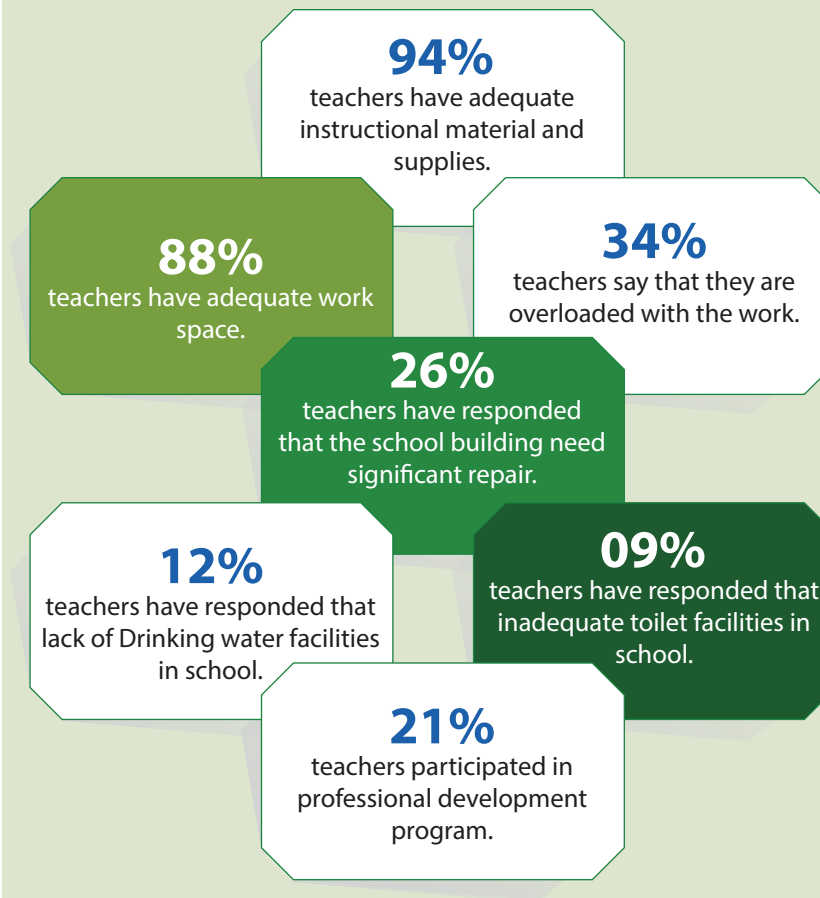 94%
teachers have adequate
instructional material and
supplies.
88%
teachers have adequate work
space.
34%
teachers say that they are
overloaded with the work.
26%
teachers have responded
that the school building need
significant repair.
12%
teachers have responded that
lack of Drinking water facilities
in school.
09%
teachers have responded that
inadequate toilet facilities in
school.
21%
teachers participated in
professional development
program.